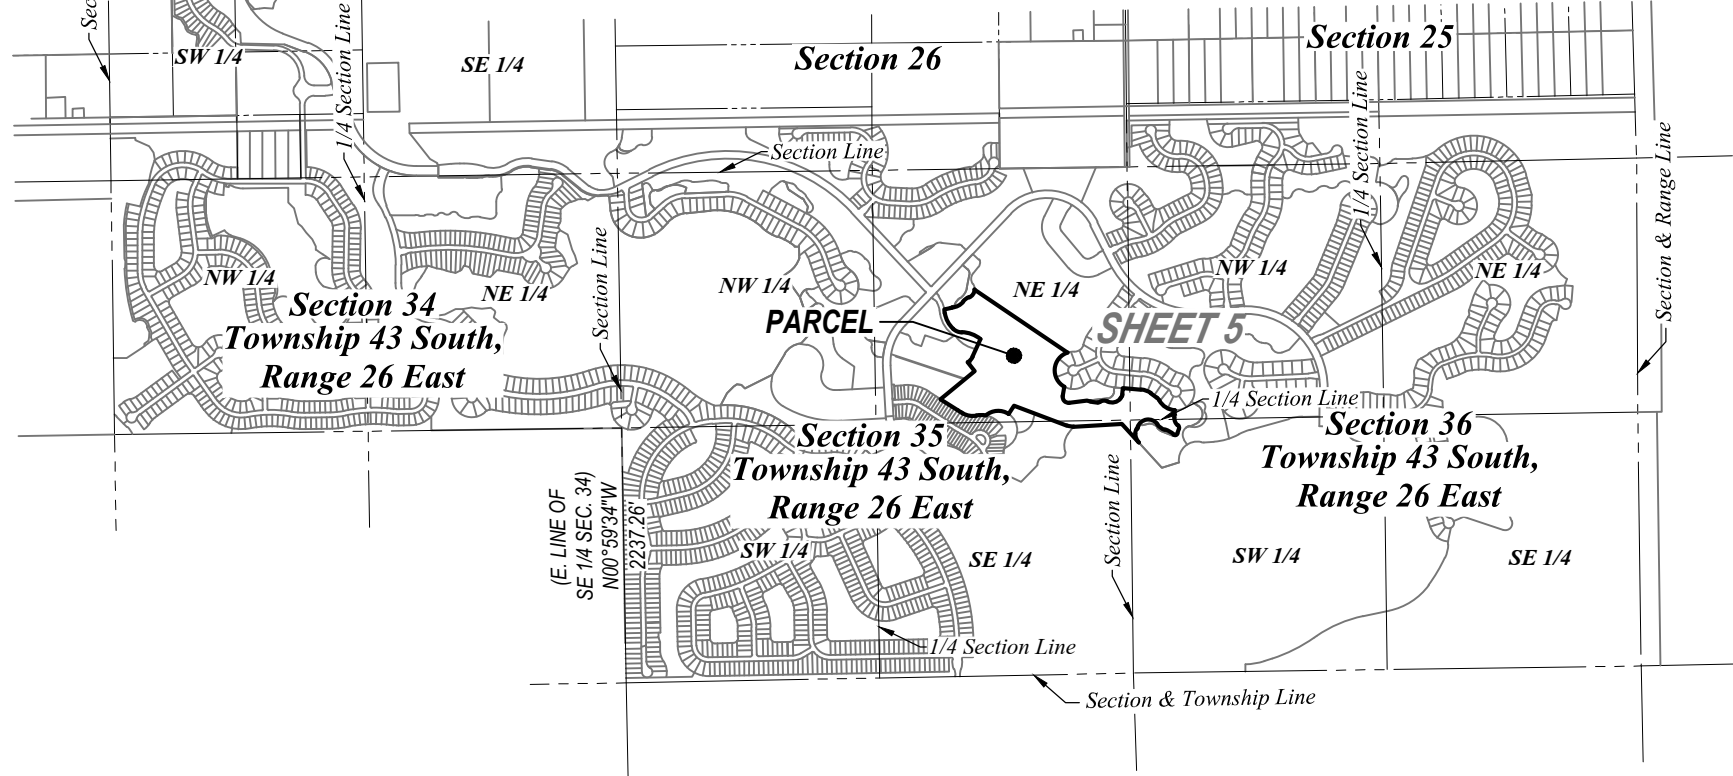 Sec
SW 1/4
1/4 Section Line
SE 1/4
Section 26
Section 25
1/4 Section Line
Section Line
Section & Range Line
NW 1/4
Section 34
Township 43 South,
Range 26 East
NE 1/4
Section Line
NW 1/4
PARCEL
NE 1/4
SHEET 5
NW 1/4
NE 1/4
1/4 Section Line
Section 35
Township 43 South,
Range 26 East
Section 36
Township 43 South,
Range 26 East
(E. LINE OF
SE 1/4 SEC. 34)
N00°59'34"W
2237.26'
SW 1/4
SE 1/4
Section Line
SW 1/4
SE 1/4
1/4 Section Line
Section & Township Line